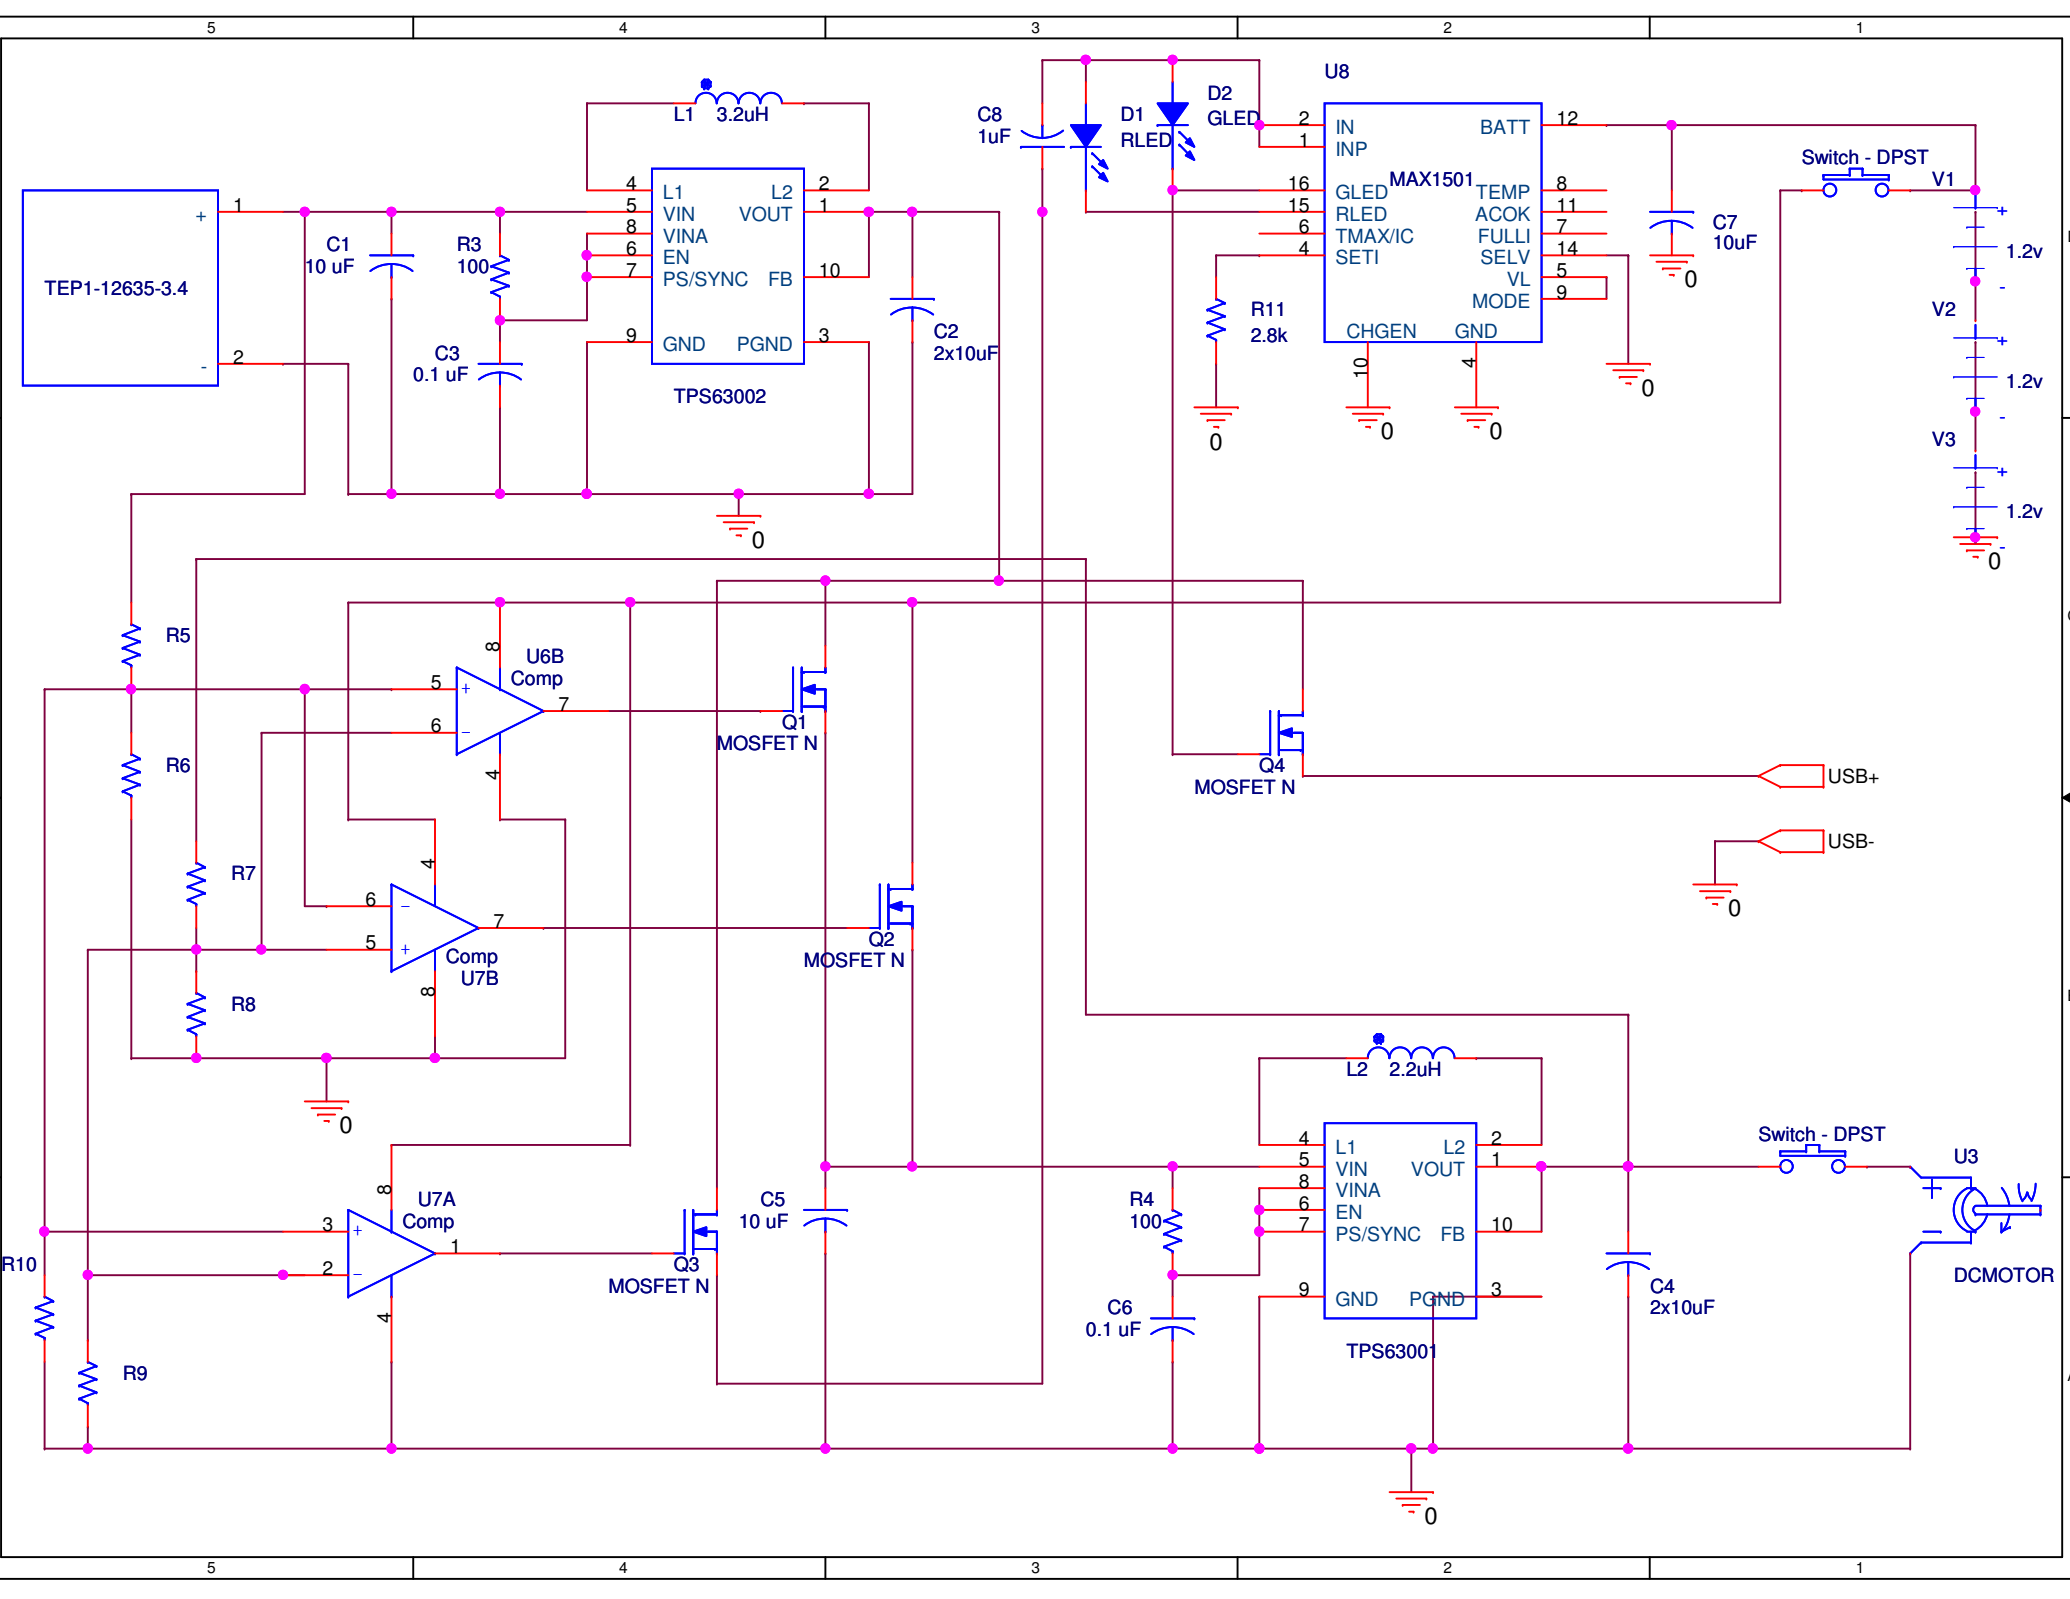 5 4 3 2 1
U8
L1 3.2uH
C8
1uF
D1
RLED
D2
GLED
2 IN BATT 12
1 INP
16 GLED MAX1501 TEMP 8
15 RLED ACOK 11
6 TMAX/IC FULLI 7
4 SETI SELV 14
VL 5
MODE 9
CHGEN GND
10 4
0 0
R11
2.8k
0
0
C7
10uF
0
Switch - DPST
V1
+
1.2v
-
V2
+
1.2v
-
V3
+
1.2v
-
0
+ 1
TEP1-12635-3.4
- 2
C1
10 uF
R3
100
C3
0.1 uF
4 L1 L2 2
5 VIN VOUT 1
8 VINA
6 EN
7 PS/SYNC FB 10
9 GND PGND 3
TPS63002
C2
2x10uF
0
R5
R6
R7
R8
8
U6B
Comp
5 +
6 -
7
4
Q1
MOSFET N
Q4
MOSFET N
USB+
USB-
0
4
6 -
5 +
7
Comp
U7B
8
Q2
MOSFET N
0
8
U7A
Comp
3 +
2 -
1
4
R10
R9
Q3
MOSFET N
C5
10 uF
R4
100
C6
0.1 uF
L2 2.2uH
4 L1 L2 2
5 VIN VOUT 1
8 VINA
6 EN
7 PS/SYNC FB 10
9 GND PGND 3
TPS63001
C4
2x10uF
Switch - DPST
U3
+
W
-
DCMOTOR
0
5 4 3 2 1